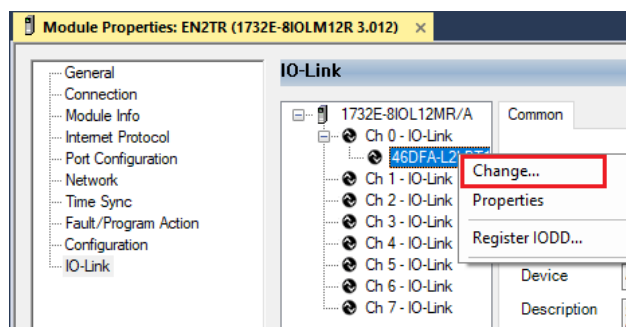 Module Properties: EN2TR (1732E-8IOLM12R 3.012) ×
General
Connection
Module Info
Internet Protocol
Port Configuration
Network
Time Sync
Fault/Program Action
Configuration
IO-Link
IO-Link
1732E-8IOL12MR/A
Ch 0 - IO-Link
Ch 1 - IO-Link
Ch 2 - IO-Link
Ch 3 - IO-Link
Ch 4 - IO-Link
Ch 5 - IO-Link
Ch 6 - IO-Link
Ch 7 - IO-Link
Common
Change...
Properties
Register IODD...
Device
Description